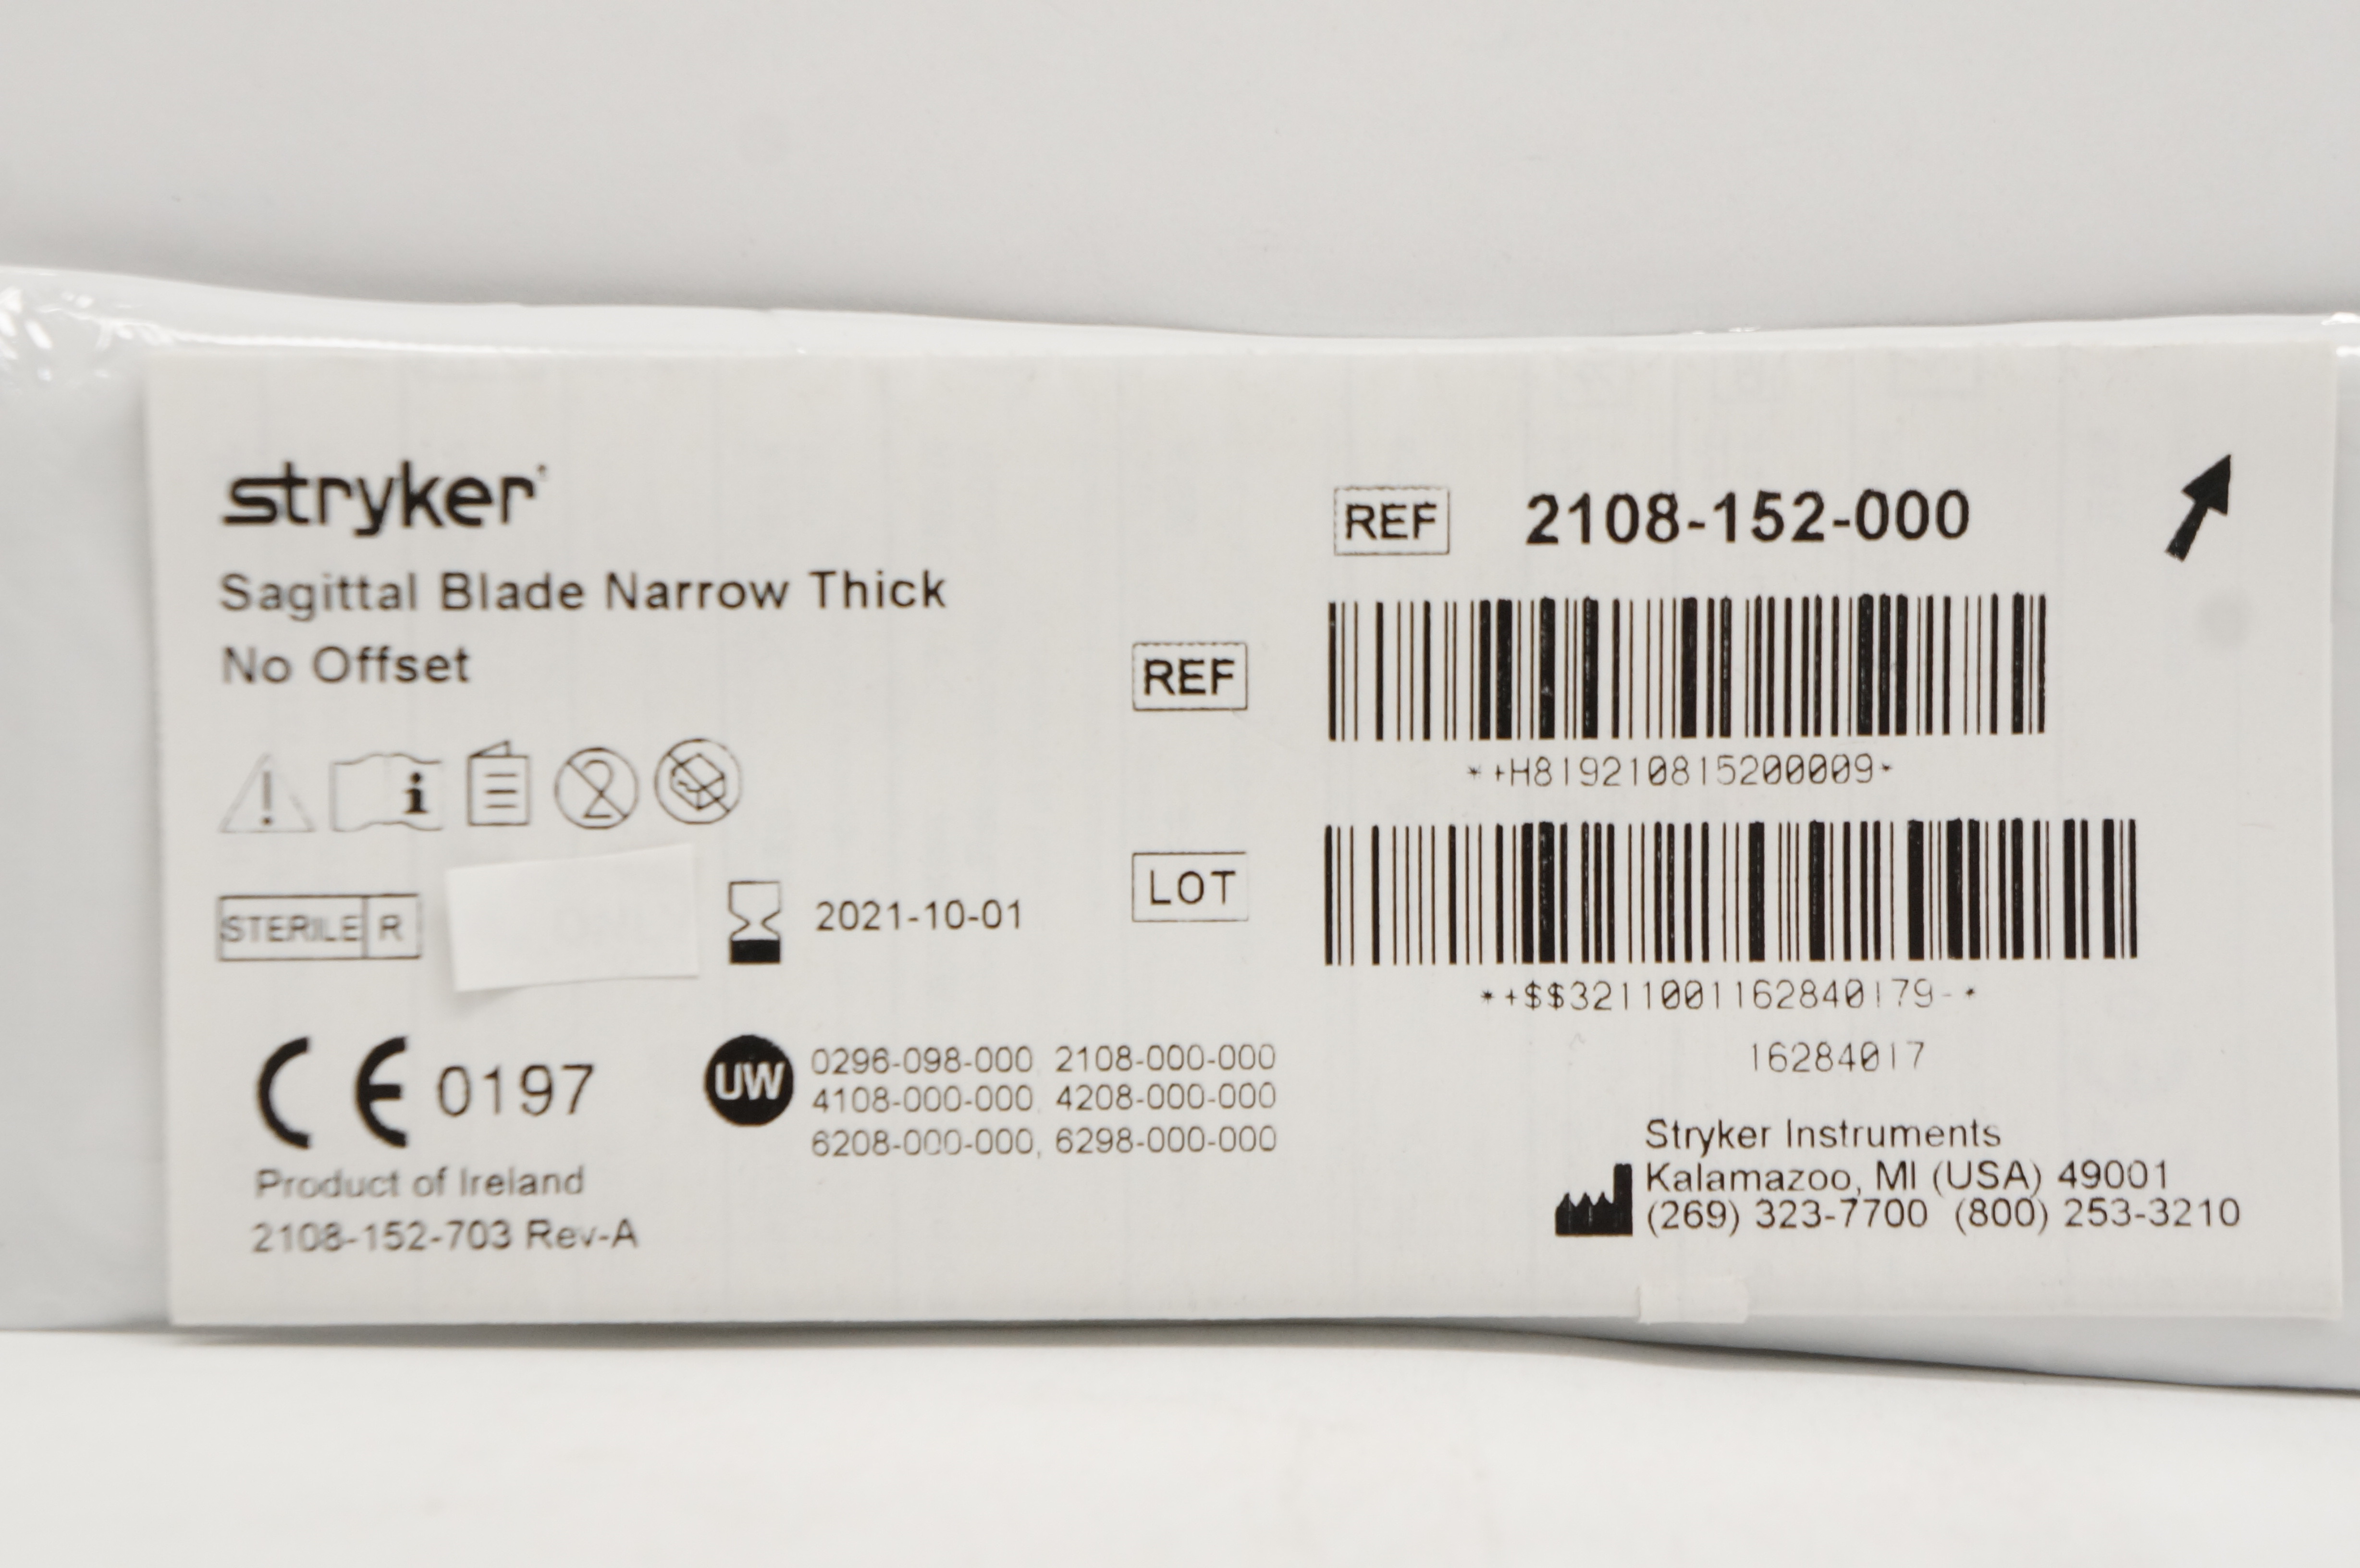 stryker
Sagittal Blade Narrow Thick
No Offset
STERILE R
2021-10-01
CE 0197
Product of Ireland
2108-152-703 Rev-A
UW
0296-098-000 2108-000-000
4108-000-000, 4208-000-000
6208-000-000, 6298-000-000
REF 2108-152-000
REF
*+H819210815200009*
LOT
*+$$3211001162840179-*
16284017
Stryker Instruments
Kalamazoo, MI (USA) 49001
(269) 323-7700 (800) 253-3210